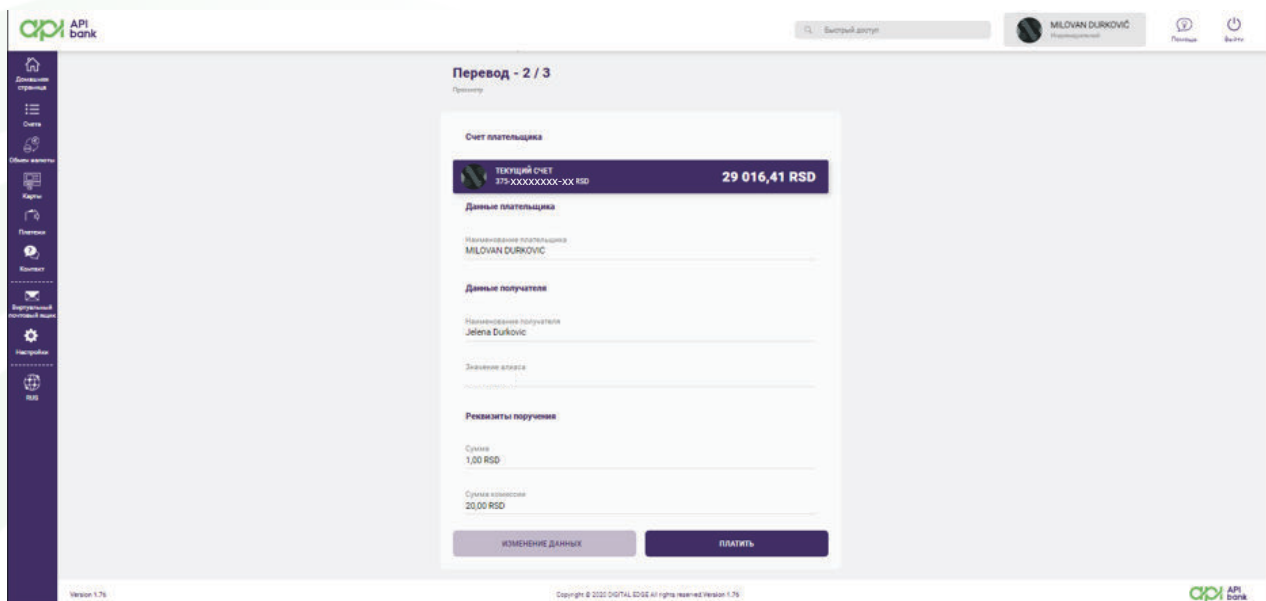 API
bank
Быстрый доступ
MILOVAN DURKOVIĆ
Индивидуальный
Помощь
Выйти
Домашняя
страница
Счета
Обмен валюты
Карты
Платежи
Контакт
Виртуальный
почтовый ящик
Настройки
RUS
Перевод - 2 / 3
Просмотр
Счет плательщика
ТЕКУЩИЙ СЧЕТ
375-XXXXXXXX-XX RSD
29 016,41 RSD
Данные плательщика
Наименование плательщика
MILOVAN DURKOVIC
Данные получателя
Наименование получателя
Jelena Durkovic
Значение алиаса
Реквизиты поручения
Сумма
1,00 RSD
Сумма комиссии
20,00 RSD
ИЗМЕНЕНИЕ ДАННЫХ
ПЛАТИТЬ
Version 1.76
Copyright @ 2020 DIGITAL EDGE All rights reserved.Version 1.76
API
bank